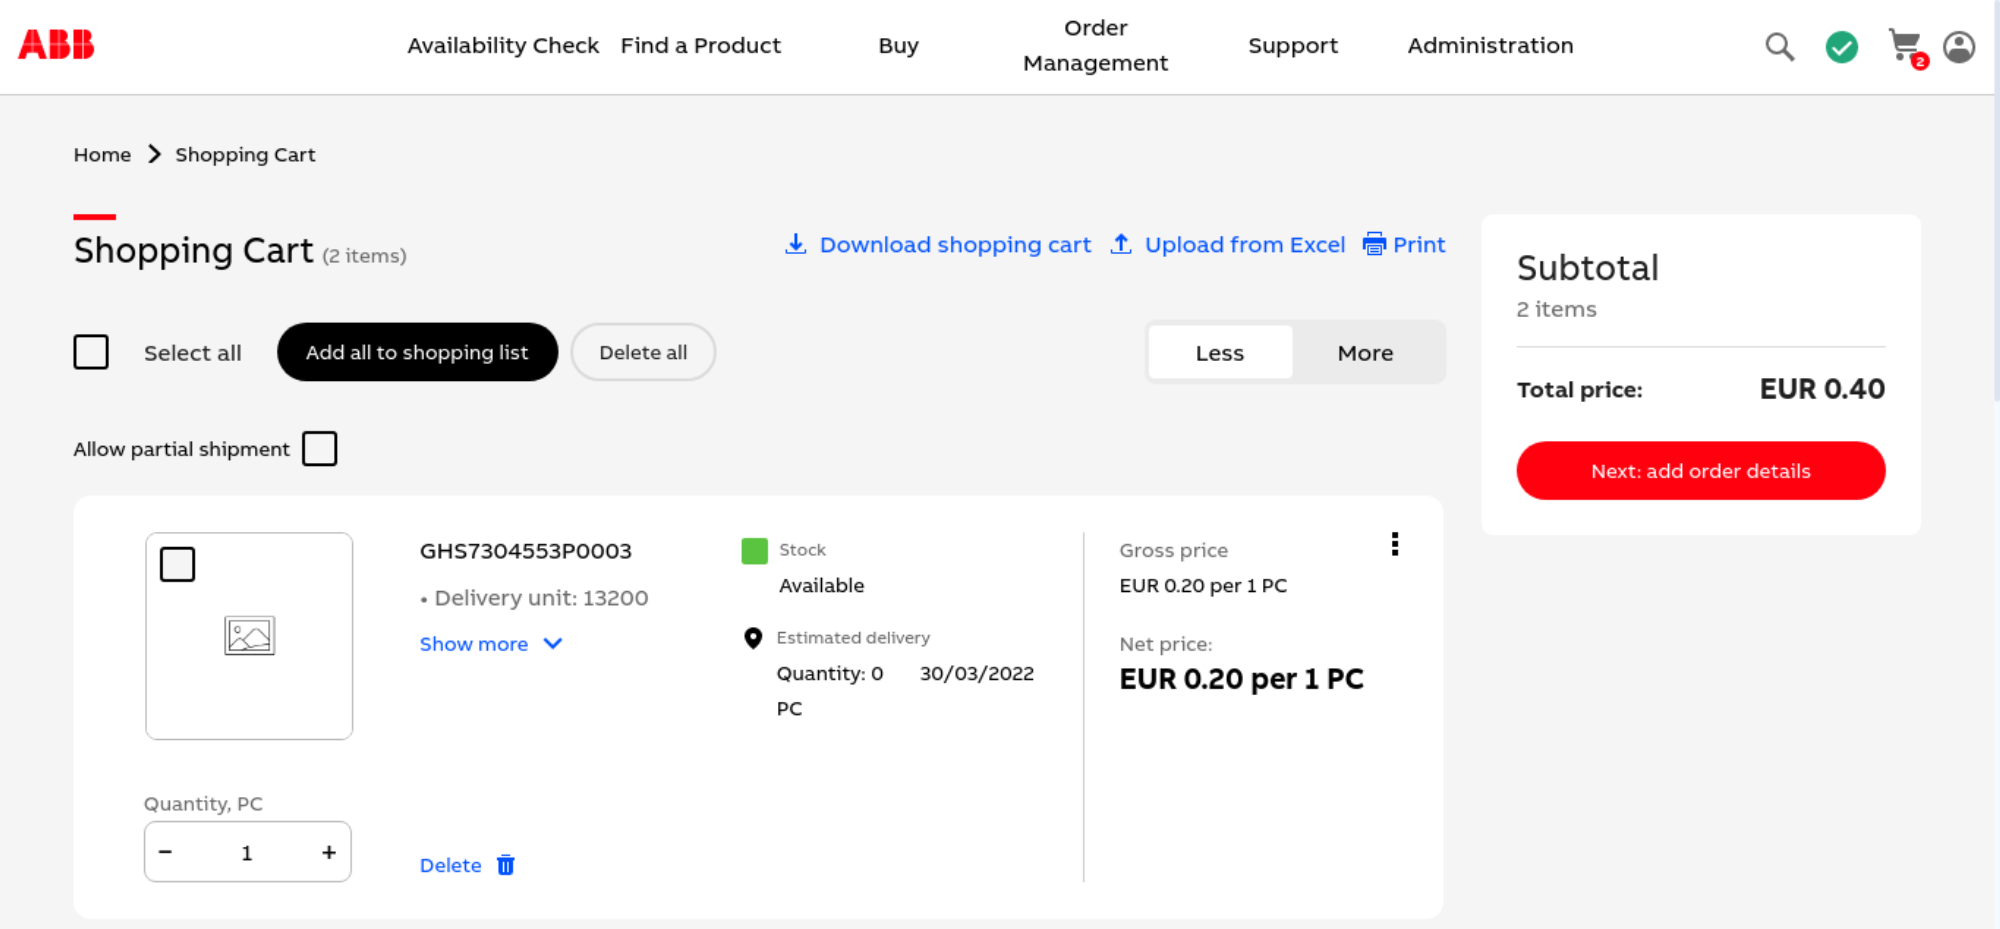 ABB
Availability Check
Find a Product
Buy
Order
Management
Support
Administration
2
Home
Shopping Cart
Shopping Cart (2 items)
Download shopping cart
Upload from Excel
Print
Select all
Add all to shopping list
Delete all
Less
More
Allow partial shipment
GHS7304553P0003
• Delivery unit: 13200
Show more
Stock
Available
Estimated delivery
Quantity: 0 30/03/2022
PC
Gross price
EUR 0.20 per 1 PC
Net price:
EUR 0.20 per 1 PC
Quantity, PC
- 1 +
Delete
Subtotal
2 items
Total price: EUR 0.40
Next: add order details